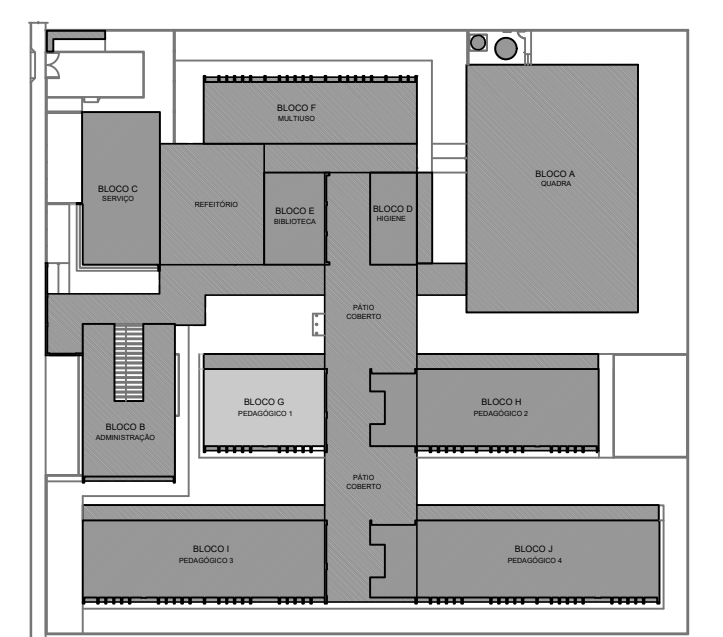 BLOCO F
MULTIUSO
BLOCO A
QUADRA
BLOCO C
SERVIÇO
REFEITÓRIO
BLOCO E
BIBLIOTECA
BLOCO D
HIGIENE
PÁTIO
COBERTO
BLOCO G
PEDAGÓGICO 1
BLOCO H
PEDAGÓGICO 2
BLOCO B
ADMINISTRAÇÃO
PÁTIO
COBERTO
BLOCO I
PEDAGÓGICO 3
BLOCO J
PEDAGÓGICO 4